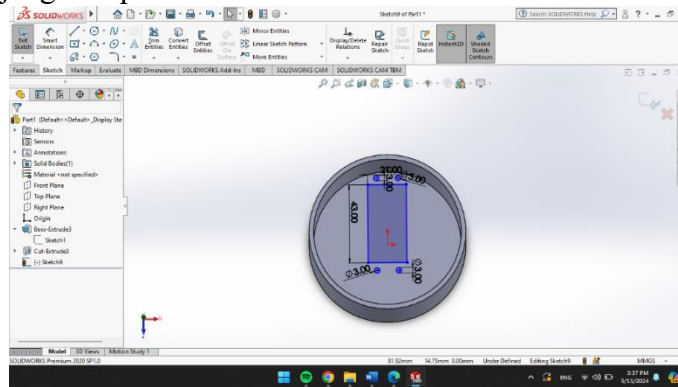 SOLIDWORKS
Sketch9 of Part1 *
Search SOLIDWORKS Help
Exit Sketch
Smart Dimension
Trim Entities
Convert Entities
Offset Entities
Offset On Surface
Mirror Entities
Linear Sketch Pattern
Move Entities
Display/Delete Relations
Repair Sketch
Quick Snaps
Rapid Sketch
Instant2D
Shaded Sketch Contours
Features Sketch Markup Evaluate MBD Dimensions SOLIDWORKS Add-Ins MBD SOLIDWORKS CAM SOLIDWORKS CAM TBM
Part1 (Default<<Default>_Display Sta
History
Sensors
Annotations
Solid Bodies(1)
Material <not specified>
Front Plane
Top Plane
Right Plane
Origin
Boss-Extrude3
Sketch1
Cut-Extrude3
(-) Sketch9
3.00
43.00
Ø3.00
Ø3.00
Model 3D Views Motion Study 1
SOLIDWORKS Premium 2020 SP1.0
81.92mm 14.73mm 0.00mm Under Defined Editing Sketch9
MMGS
ENG
3:37 PM
5/15/2024